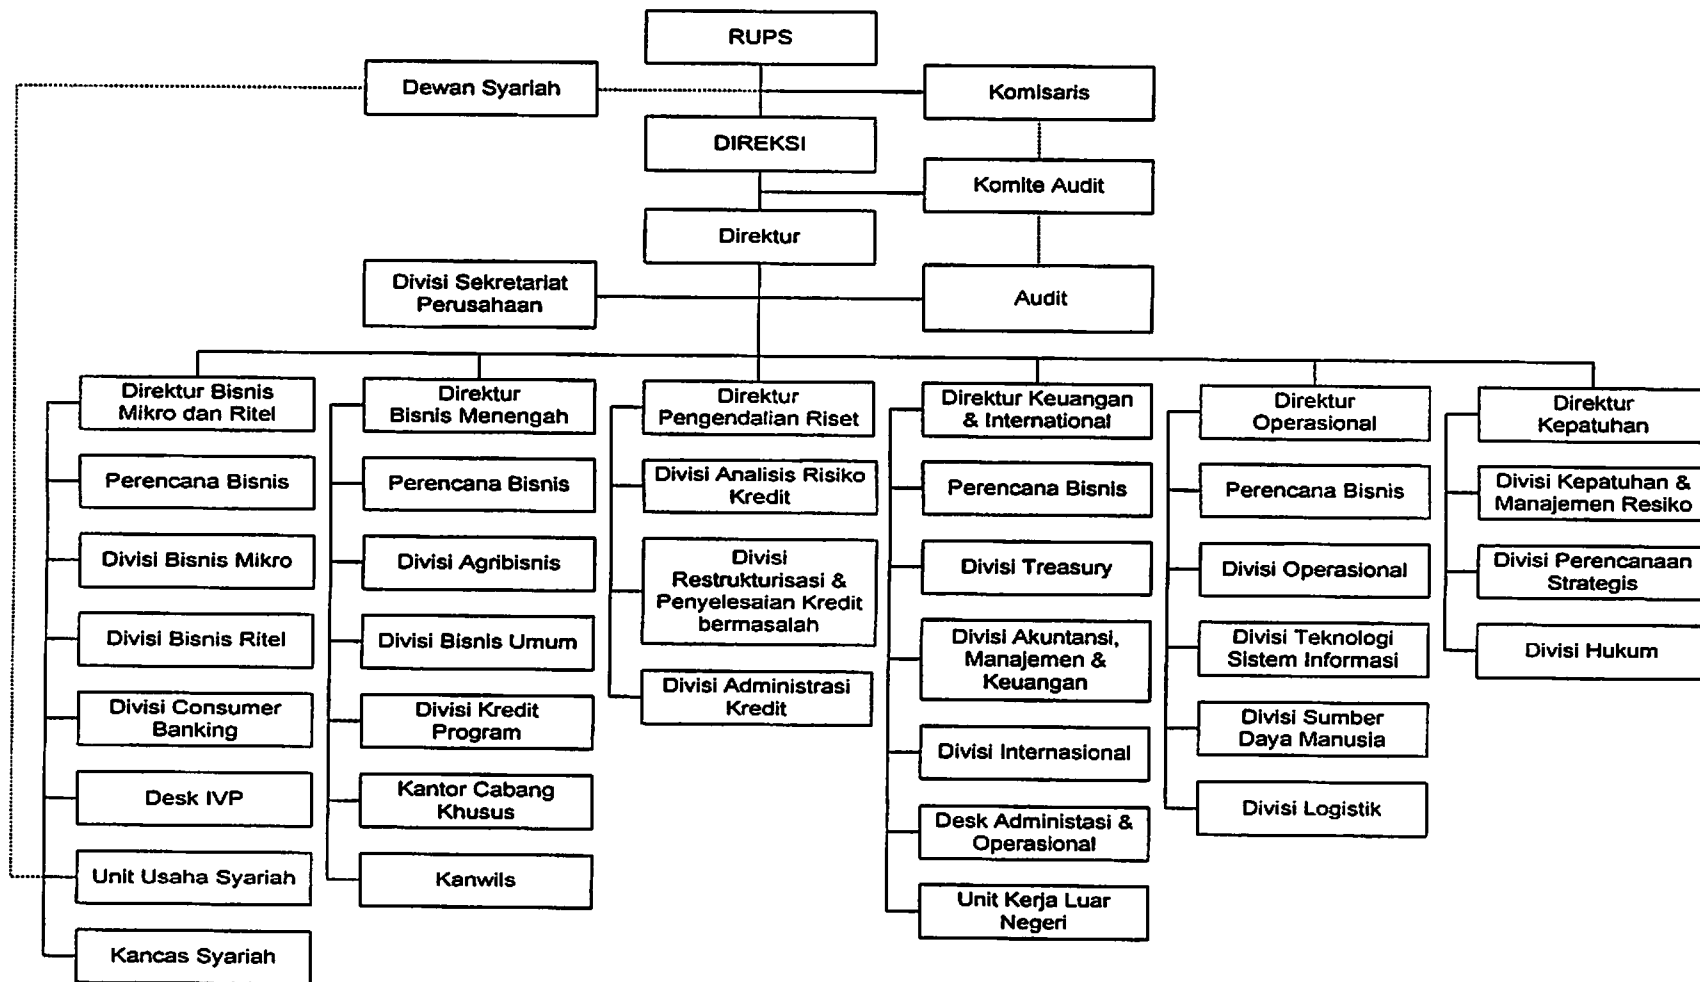 RUPS
Dewan Syariah
Komisaris
DIREKSI
Komite Audit
Direktur
Divisi Sekretariat
Perusahaan
Audit
Direktur Bisnis
Mikro dan Ritel
Perencana Bisnis
Divisi Bisnis Mikro
Divisi Bisnis Ritel
Divisi Consumer
Banking
Desk IVP
Unit Usaha Syariah
Kancas Syariah
Direktur
Bisnis Menengah
Perencana Bisnis
Divisi Agribisnis
Divisi Bisnis Umum
Divisi Kredit
Program
Kantor Cabang
Khusus
Kanwils
Direktur
Pengendalian Riset
Divisi Analisis Risiko
Kredit
Divisi
Restrukturisasi &
Penyelesaian Kredit
bermasalah
Divisi Administrasi
Kredit
Direktur Keuangan
& International
Perencana Bisnis
Divisi Treasury
Divisi Akuntansi,
Manajemen &
Keuangan
Divisi Internasional
Desk Administasi &
Operasional
Unit Kerja Luar
Negeri
Direktur
Operasional
Perencana Bisnis
Divisi Operasional
Divisi Teknologi
Sistem Informasi
Divisi Sumber
Daya Manusia
Divisi Logistik
Direktur
Kepatuhan
Divisi Kepatuhan &
Manajemen Resiko
Divisi Perencanaan
Strategis
Divisi Hukum